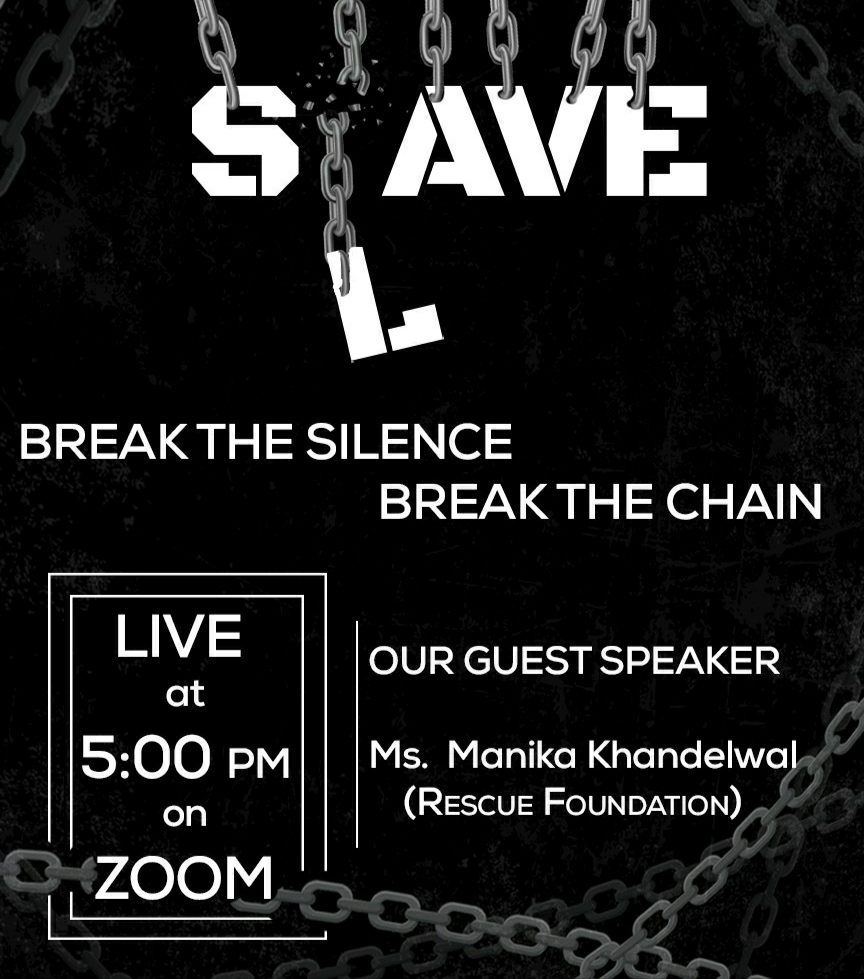 S AVE
L
BREAK THE SILENCE
BREAK THE CHAIN
LIVE
at
5:00 PM
on
ZOOM
OUR GUEST SPEAKER
Ms. Manika Khandelwal
(RESCUE FOUNDATION)